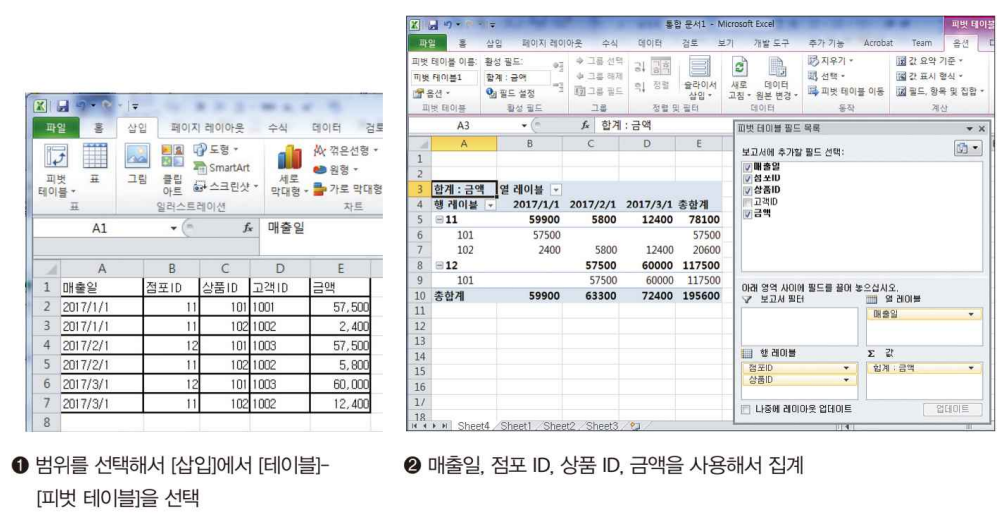 파일 홈 삽입 페이지 레이아웃 수식 데이터 검토
피벗 테이블 표 그림 클립 아트 도형 SmartArt 스크린샷 세로 막대형 꺾은선형 원형 가로 막대형
표 일러스트레이션 차트
A1 fx 매출일
A B C D E
1 매출일 점포ID 상품ID 고객ID 금액
2 2017/1/1 11 101 1001 57,500
3 2017/1/1 11 102 1002 2,400
4 2017/2/1 12 101 1003 57,500
5 2017/2/1 11 102 1002 5,800
6 2017/3/1 12 101 1003 60,000
7 2017/3/1 11 102 1002 12,400
8
❶ 범위를 선택해서 [삽입]에서 [테이블]-
[피벗 테이블]을 선택
통합 문서1 - Microsoft Excel 피벗 테이블
파일 홈 삽입 페이지 레이아웃 수식 데이터 검토 보기 개발 도구 추가 기능 Acrobat Team 옵션
피벗 테이블 이름: 활성 필드: 그룹 선택 지우기 값 요약 기준
피벗 테이블1 합계 : 금액 그룹 해제 정렬 슬라이서 삽입 새로 고침 데이터 원본 변경 선택 값 표시 형식
옵션 필드 설정 그룹 필드 피벗 테이블 이동 필드, 항목 및 집합
피벗 테이블 활성 필드 그룹 정렬 및 필터 데이터 동작 계산
A3 fx 합계 : 금액
A B C D E
1
2
3 합계 : 금액 열 레이블
4 행 레이블 2017/1/1 2017/2/1 2017/3/1 총합계
5 11 59900 5800 12400 78100
6 101 57500 57500
7 102 2400 5800 12400 20600
8 12 57500 60000 117500
9 101 57500 60000 117500
10 총합계 59900 63300 72400 195600
11
12
13
14
15
16
17
18
Sheet4 Sheet1 Sheet2 Sheet3
피벗 테이블 필드 목록
보고서에 추가할 필드 선택:
매출일
점포ID
상품ID
고객ID
금액
아래 영역 사이에 필드를 끌어 놓으십시오.
보고서 필터 열 레이블
매출일
행 레이블 Σ 값
점포ID 합계 : 금액
상품ID
나중에 레이아웃 업데이트 업데이트
❷ 매출일, 점포 ID, 상품 ID, 금액을 사용해서 집계